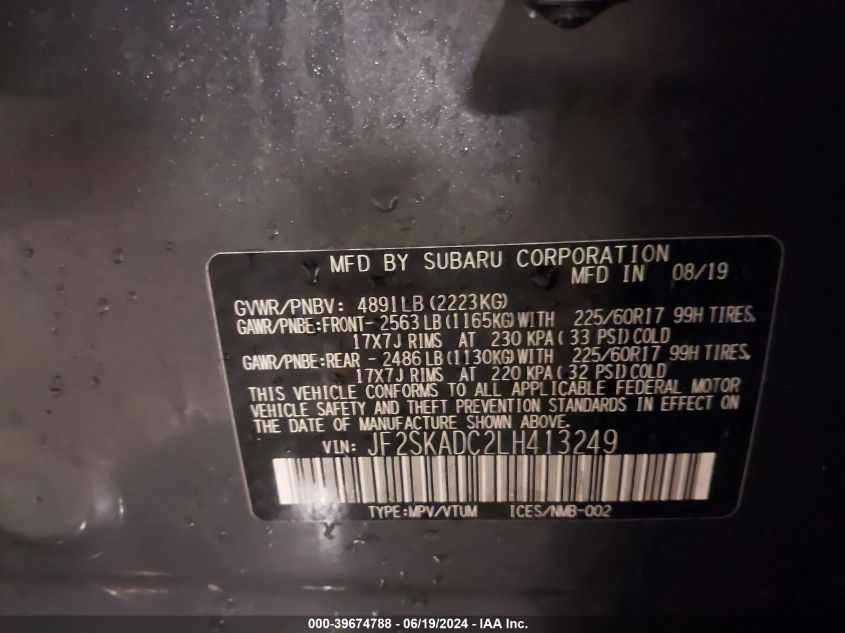 MFD BY SUBARU CORPORATION
MFD IN 08/19
GVWR/PNBV: 4891LB(2223KG)
GAWR/PNBE:FRONT- 2563LB(1165KG)WITH 225/60R17 99H TIRES,
17X7J RIMS AT 230 KPA( 33 PSI)COLD
GAWR/PNBE:REAR - 2486LB(1130KG)WITH 225/60R17 99H TIRES,
17X7J RIMS AT 220 KPA( 32 PSI)COLD
THIS VEHICLE CONFORMS TO ALL APPLICABLE FEDERAL MOTOR
VEHICLE SAFETY AND THEFT PREVENTION STANDARDS IN EFFECT ON
THE DATE OF MANUFACTURE SHOWN ABOVE.
VIN: JF2SKADC2LH413249
TYPE:MPV/VTUM ICES/NMB-002
000-39674788 - 06/19/2024 - IAA Inc.